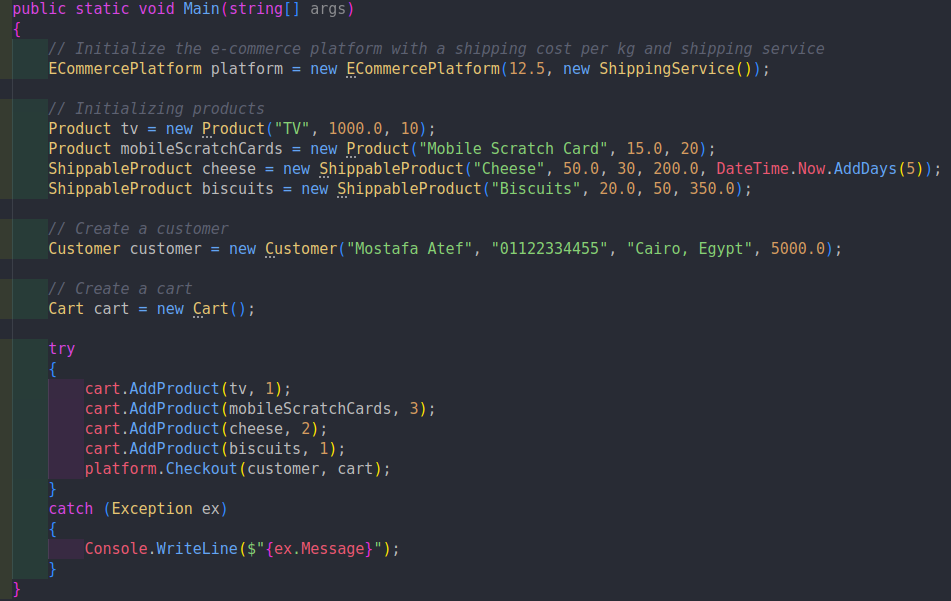 public static void Main(string[] args)
{
    // Initialize the e-commerce platform with a shipping cost per kg and shipping service
    ECommercePlatform platform = new ECommercePlatform(12.5, new ShippingService());

    // Initializing products
    Product tv = new Product("TV", 1000.0, 10);
    Product mobileScratchCards = new Product("Mobile Scratch Card", 15.0, 20);
    ShippableProduct cheese = new ShippableProduct("Cheese", 50.0, 30, 200.0, DateTime.Now.AddDays(5));
    ShippableProduct biscuits = new ShippableProduct("Biscuits", 20.0, 50, 350.0);

    // Create a customer
    Customer customer = new Customer("Mostafa Atef", "01122334455", "Cairo, Egypt", 5000.0);

    // Create a cart
    Cart cart = new Cart();

    try
    {
        cart.AddProduct(tv, 1);
        cart.AddProduct(mobileScratchCards, 3);
        cart.AddProduct(cheese, 2);
        cart.AddProduct(biscuits, 1);
        platform.Checkout(customer, cart);
    }
    catch (Exception ex)
    {
        Console.WriteLine($"{ex.Message}");
    }
}